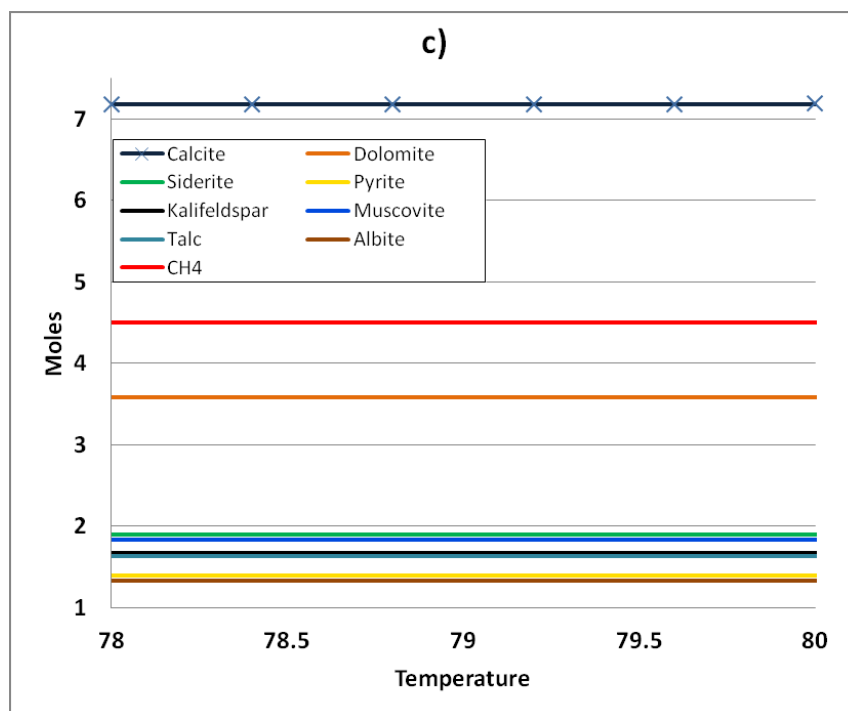 c)
7
Calcite Dolomite
Siderite Pyrite
Kalifeldspar Muscovite
Talc Albite
CH4
6
5
4
3
2
1
Moles
78 78.5 79 79.5 80
Temperature